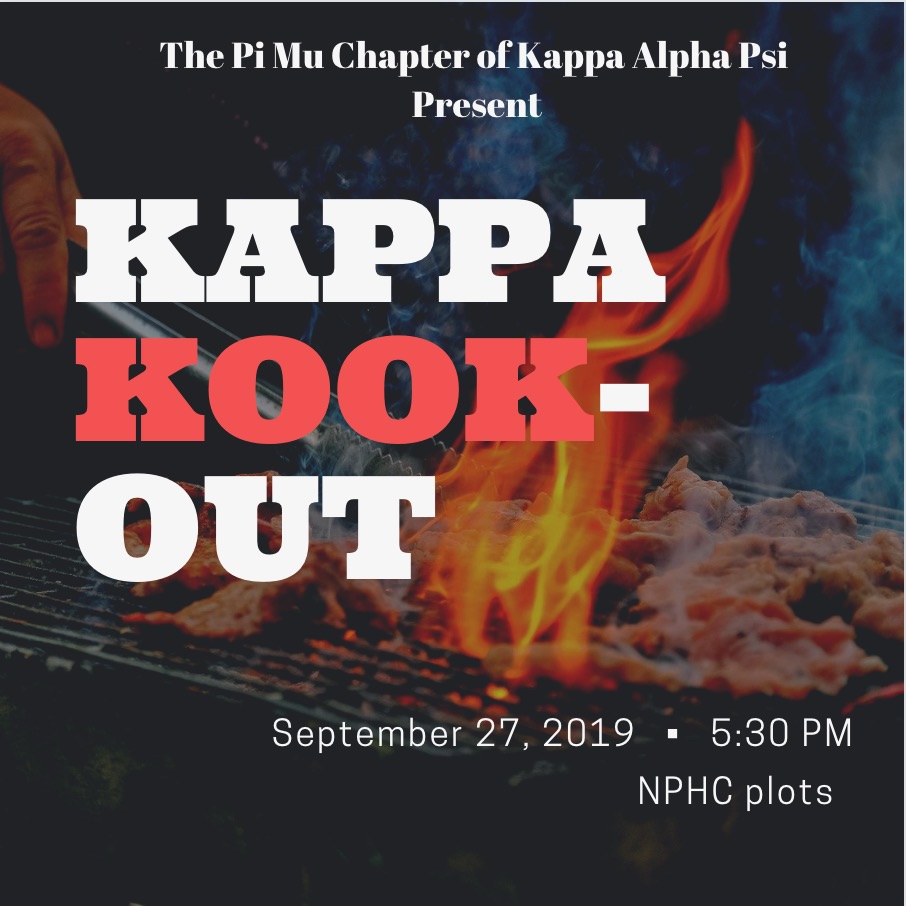 The Pi Mu Chapter of Kappa Alpha Psi
Present
KAPPA
KOOK-
OUT
September 27, 2019 ▪ 5:30 PM
NPHC plots